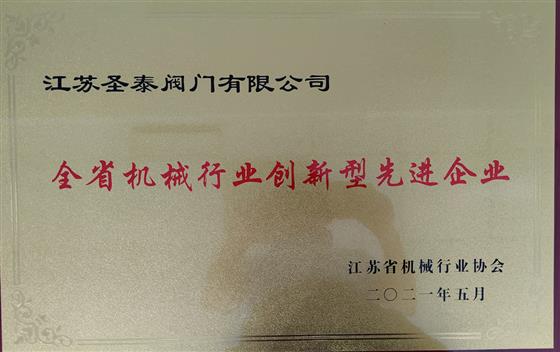 江苏圣泰阀门有限公司
全省机械行业创新型先进企业
江苏省机械行业协会
二〇二一年五月